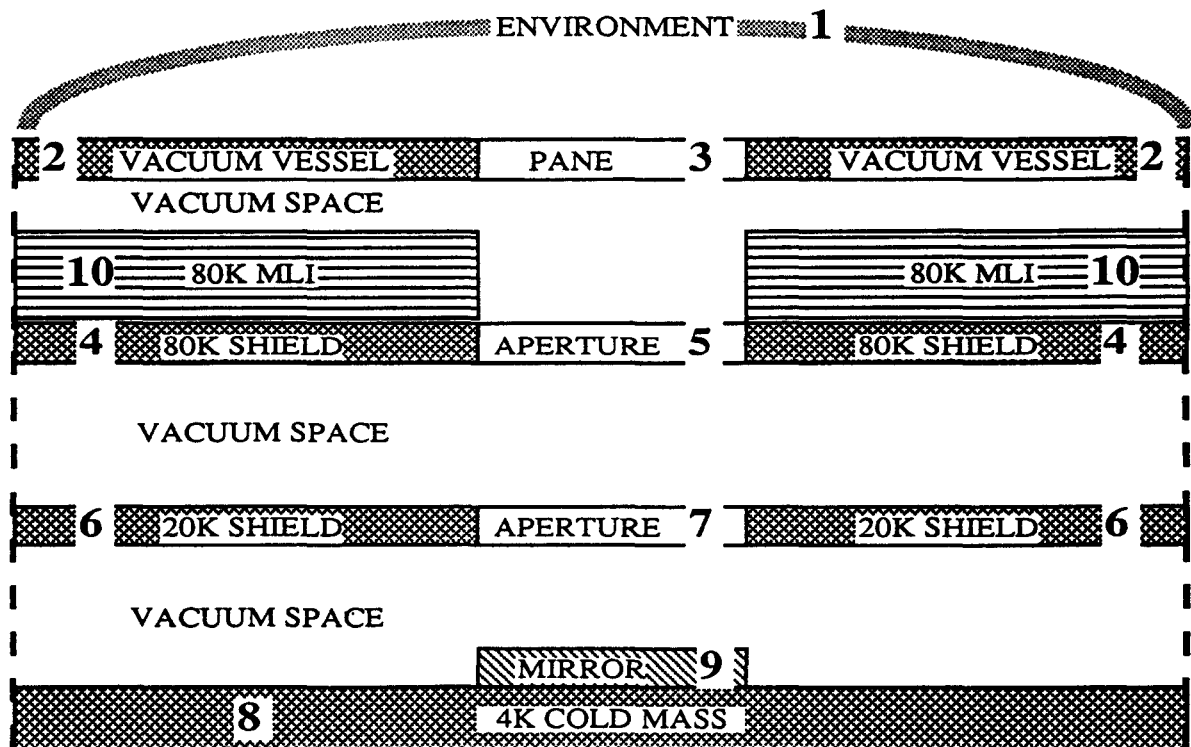 ENVIRONMENT 1
2 VACUUM VESSEL PANE 3 VACUUM VESSEL 2
VACUUM SPACE
10 80K MLI 80K MLI 10
4 80K SHIELD APERTURE 5 80K SHIELD 4
VACUUM SPACE
6 20K SHIELD APERTURE 7 20K SHIELD 6
VACUUM SPACE
MIRROR 9
8 4K COLD MASS